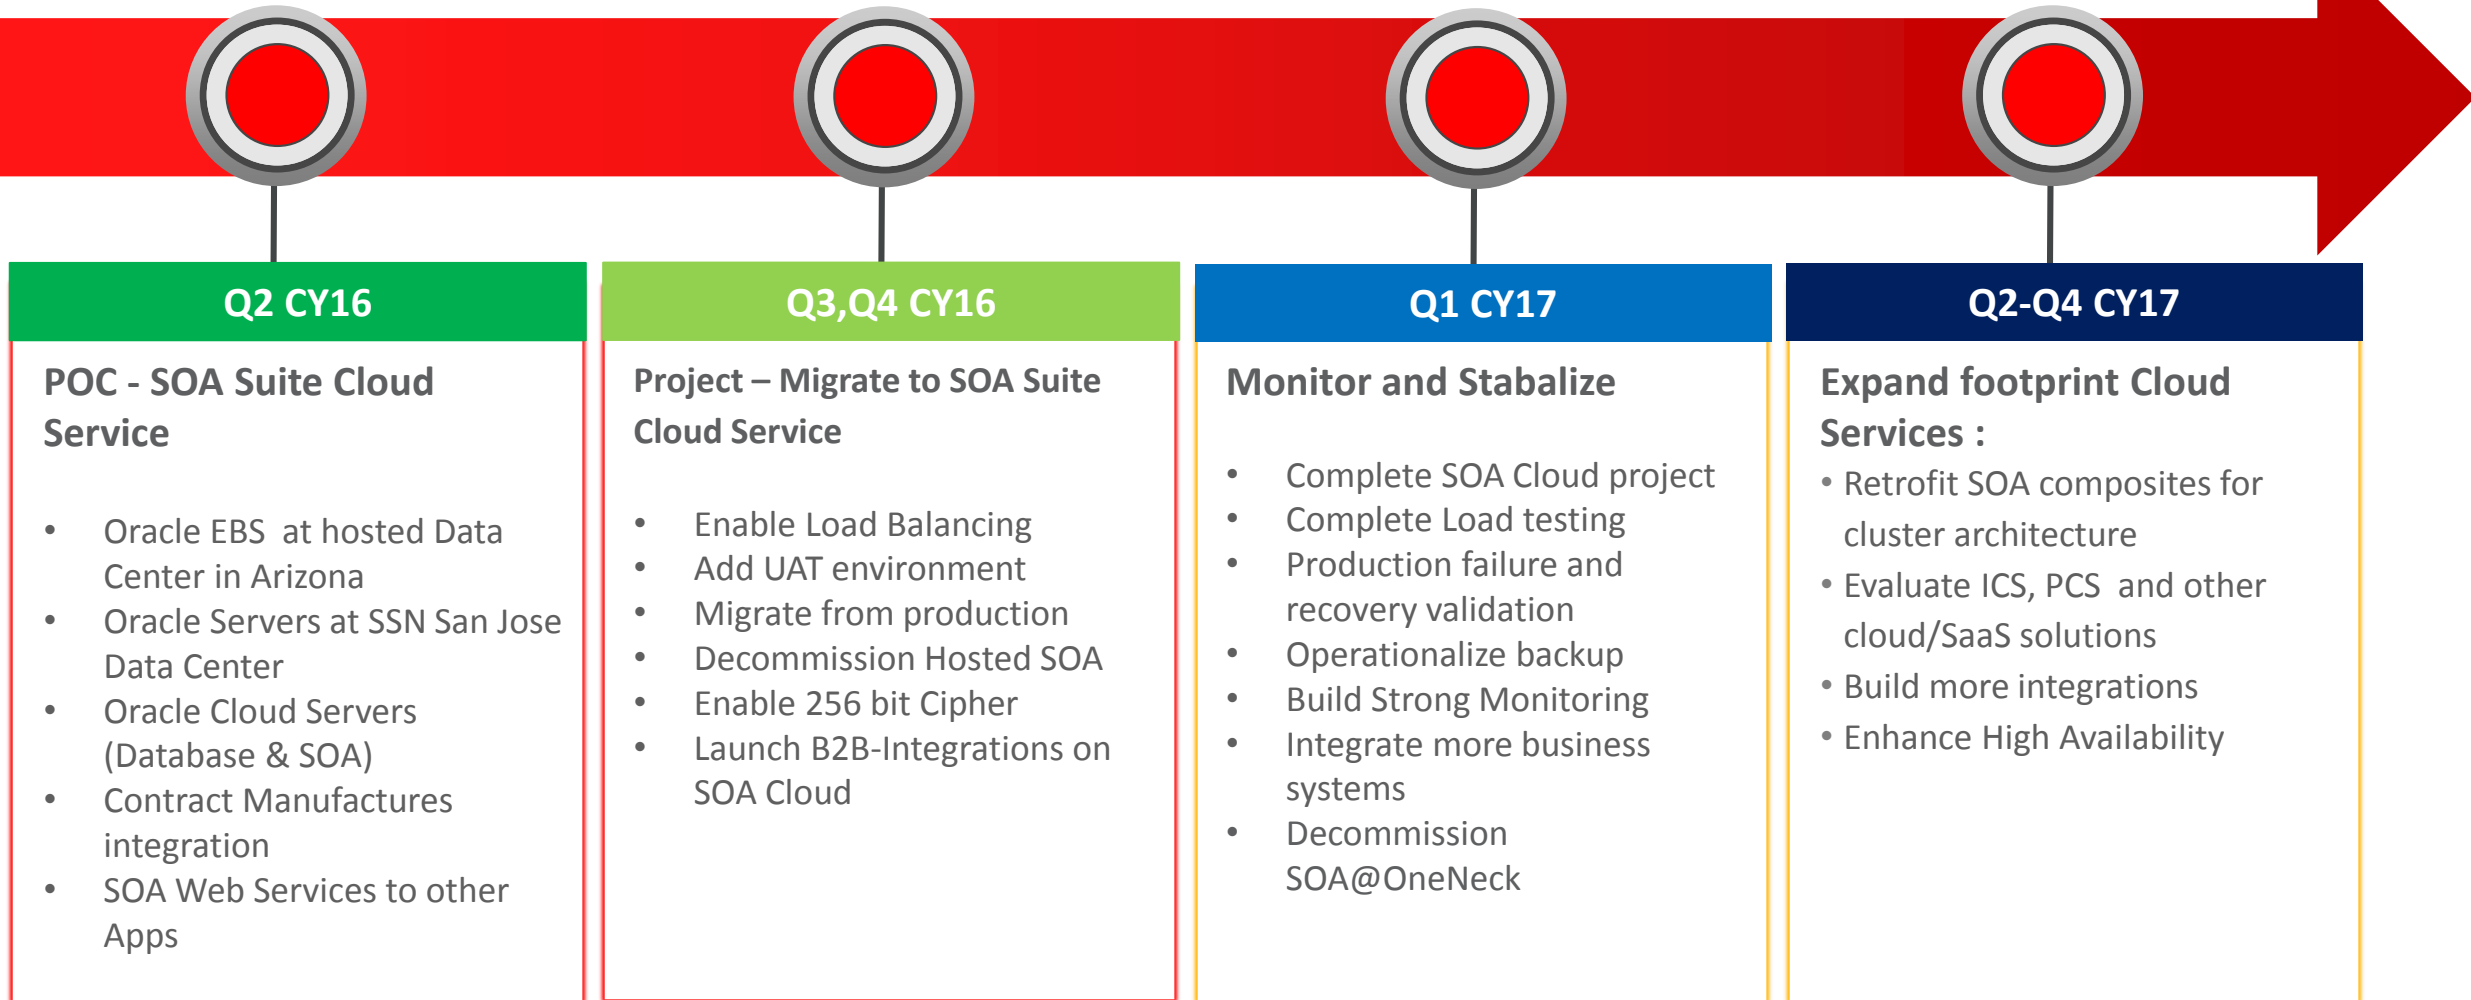 Q2 CY16
POC - SOA Suite Cloud
Service
• Oracle EBS at hosted Data
Center in Arizona
• Oracle Servers at SSN San Jose
Data Center
• Oracle Cloud Servers
(Database & SOA)
• Contract Manufactures
integration
• SOA Web Services to other
Apps
Q3,Q4 CY16
Project – Migrate to SOA Suite
Cloud Service
• Enable Load Balancing
• Add UAT environment
• Migrate from production
• Decommission Hosted SOA
• Enable 256 bit Cipher
• Launch B2B-Integrations on
SOA Cloud
Q1 CY17
Monitor and Stabalize
• Complete SOA Cloud project
• Complete Load testing
• Production failure and
recovery validation
• Operationalize backup
• Build Strong Monitoring
• Integrate more business
systems
• Decommission
SOA@OneNeck
Q2-Q4 CY17
Expand footprint Cloud
Services :
• Retrofit SOA composites for
cluster architecture
• Evaluate ICS, PCS and other
cloud/SaaS solutions
• Build more integrations
• Enhance High Availability